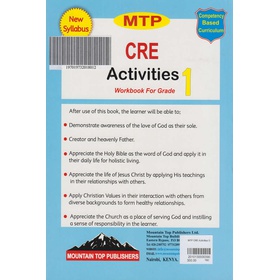 MTP
New
Syllabus
Competency
Based
Curriculum
CRE
Activities 1
Workbook For Grade
After use of this book, the learner will be able to;
Demonstrate awareness of the love of God as their sole.
Creator and heavenly Father.
Appreciate the Holy Bible as the word of God and apply it in
their daily life for holistic living.
Appreciate the life of Jesus Christ by applying His teachings
in their relationships with others.
Apply Christian Values in their interaction with others from
diverse backgrounds to form healthy relationships.
Appreciate the Church as a place of serving God and instilling
a sense of responsibility in the learner.
MOUNTAIN TOP PUBLISHERS
Mountain Top Publishers Ltd.
Nairobi, KENYA